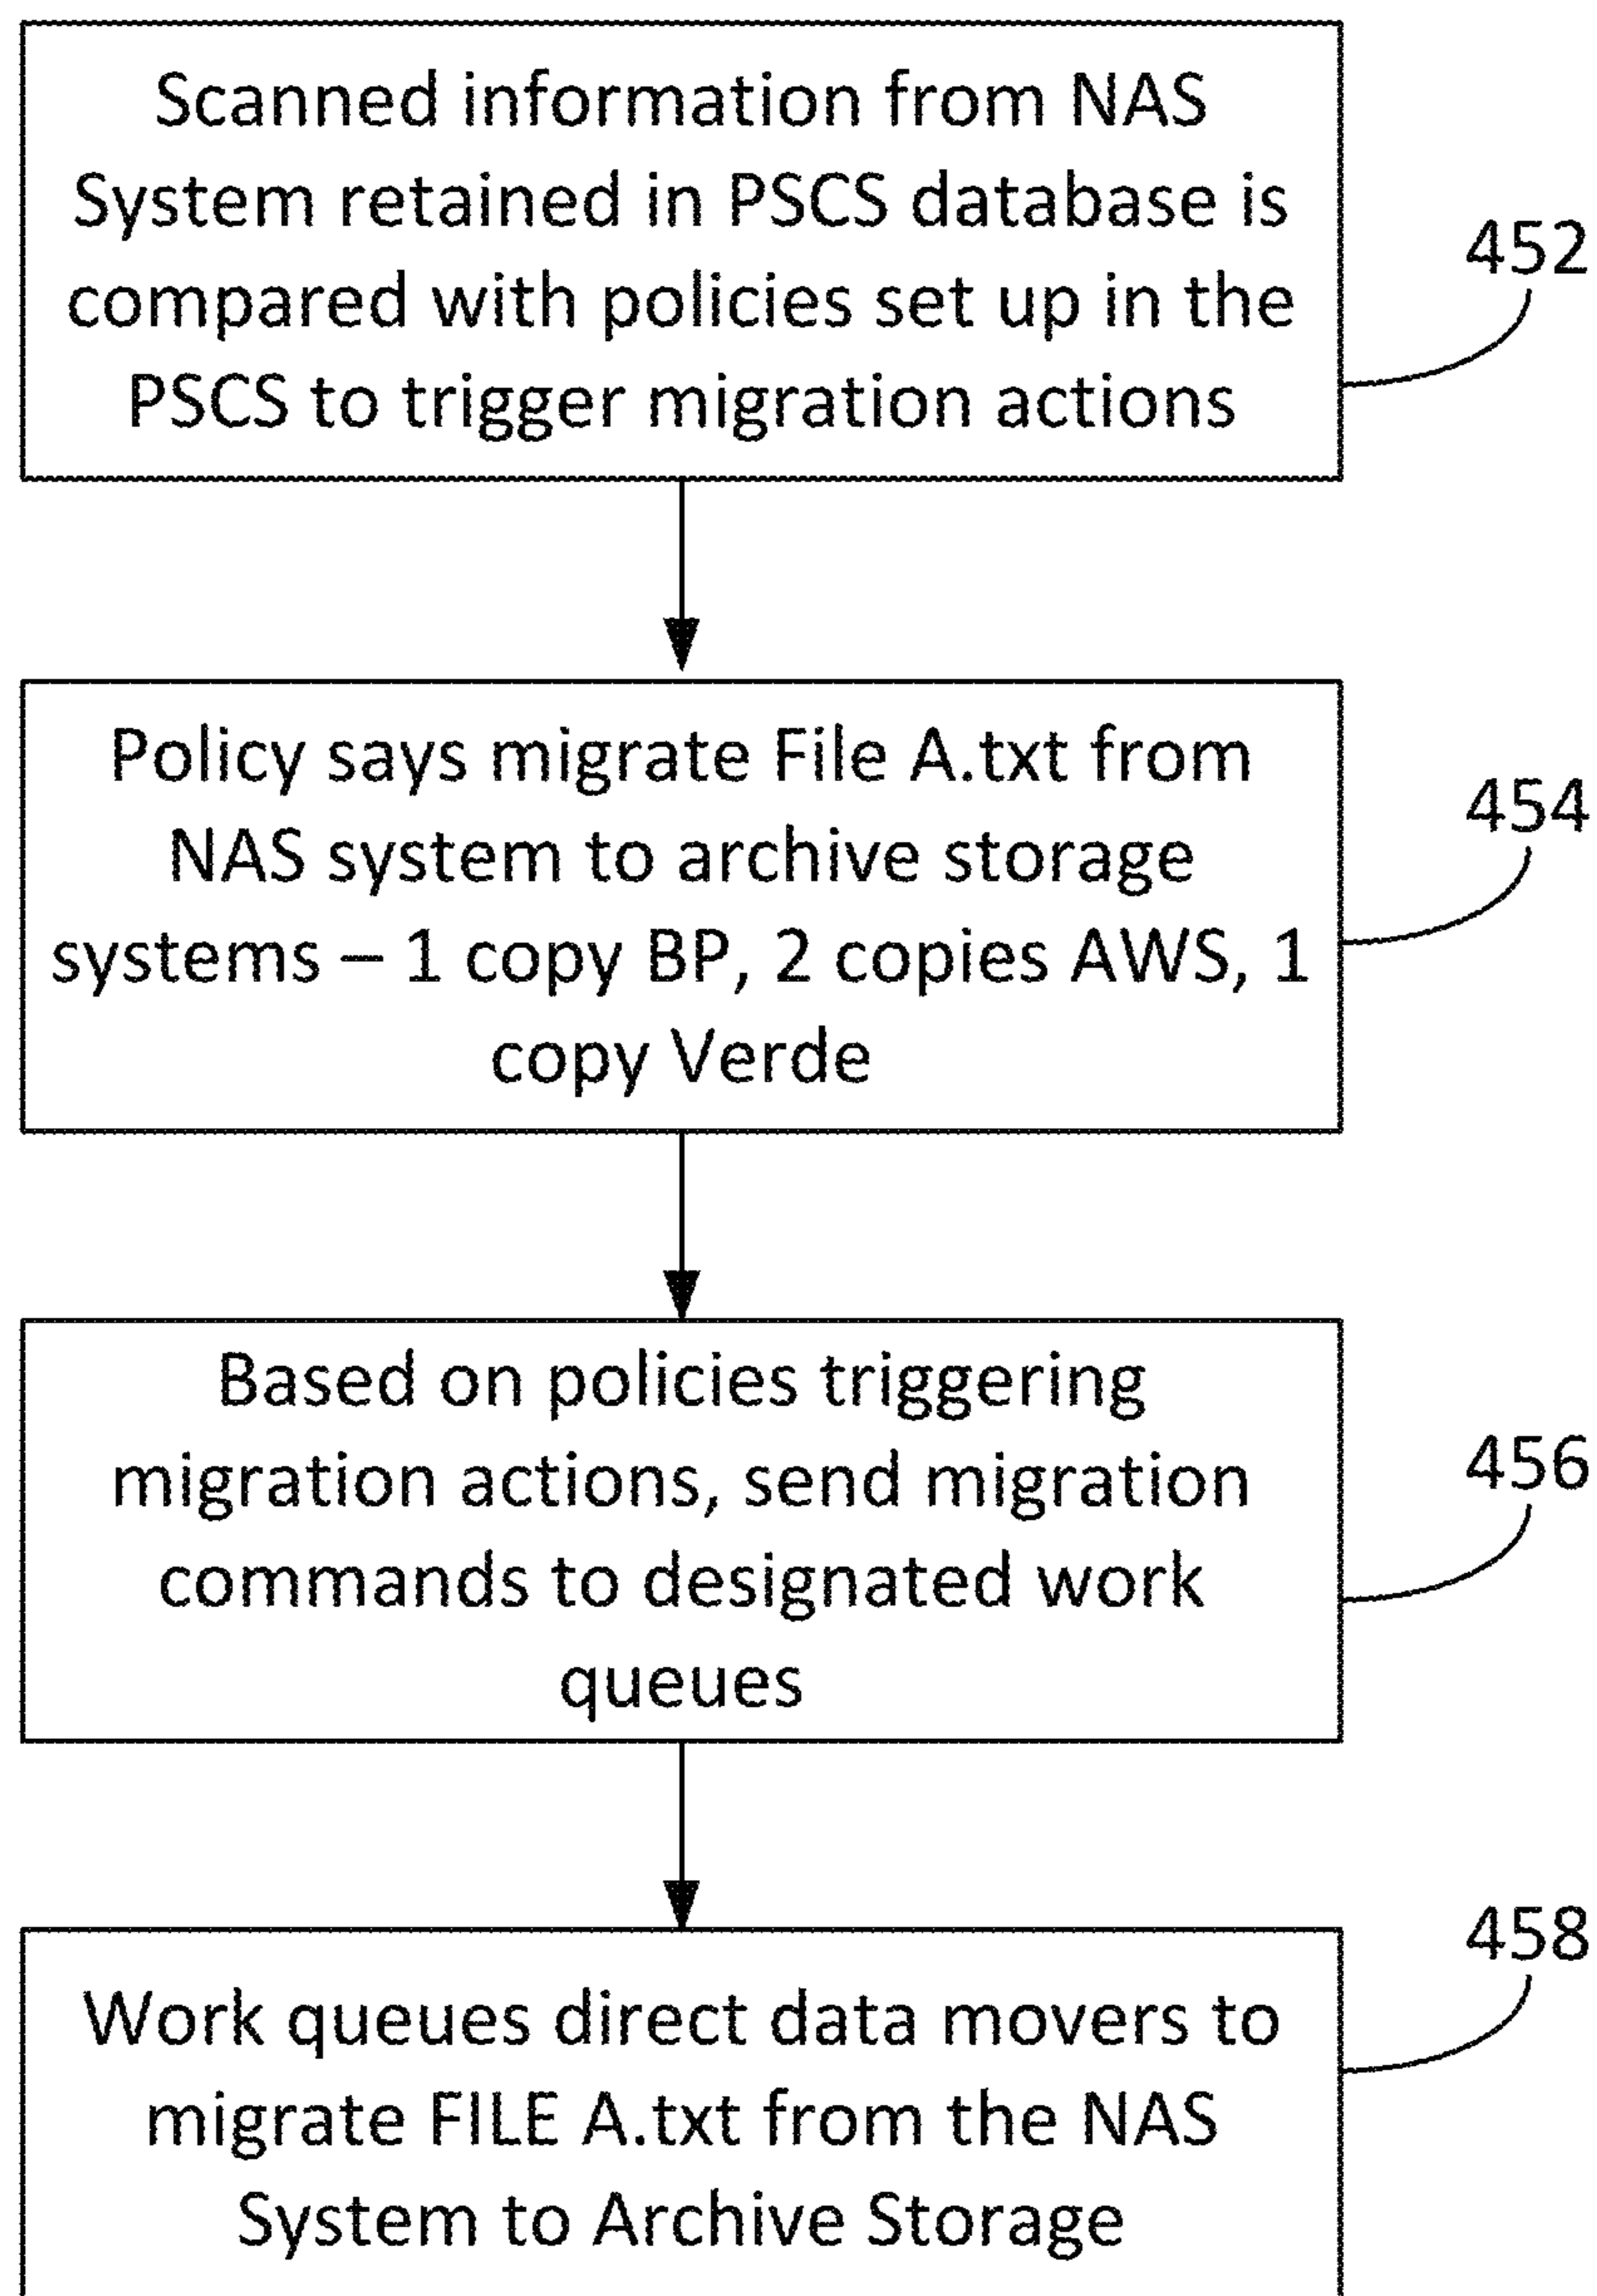 Scanned information from NAS
System retained in PSCS database is
compared with policies set up in the
PSCS to trigger migration actions
452
Policy says migrate File A.txt from
NAS system to archive storage
systems – 1 copy BP, 2 copies AWS, 1
copy Verde
454
Based on policies triggering
migration actions, send migration
commands to designated work
queues
456
Work queues direct data movers to
migrate FILE A.txt from the NAS
System to Archive Storage
458